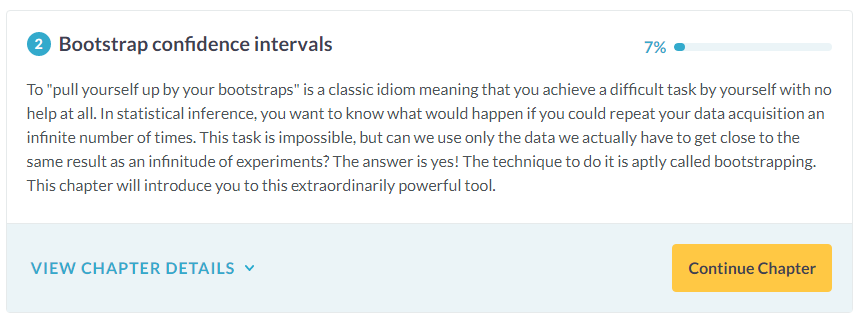 2 Bootstrap confidence intervals
7%
To "pull yourself up by your bootstraps" is a classic idiom meaning that you achieve a difficult task by yourself with no
help at all. In statistical inference, you want to know what would happen if you could repeat your data acquisition an
infinite number of times. This task is impossible, but can we use only the data we actually have to get close to the
same result as an infinitude of experiments? The answer is yes! The technique to do it is aptly called bootstrapping.
This chapter will introduce you to this extraordinarily powerful tool.
VIEW CHAPTER DETAILS
Continue Chapter